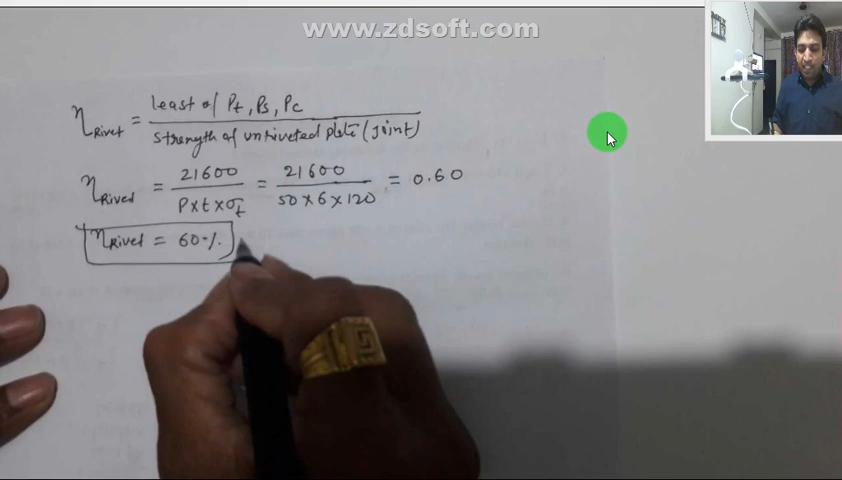 www.zdsoft.com
η_Rivet = least of Pt, Ps, Pc / strength of unriveted plate (joint)
η_Rived = 21600 / P×t×σt = 21600 / 50×6×120 = 0.60
η_Rivet = 60%.